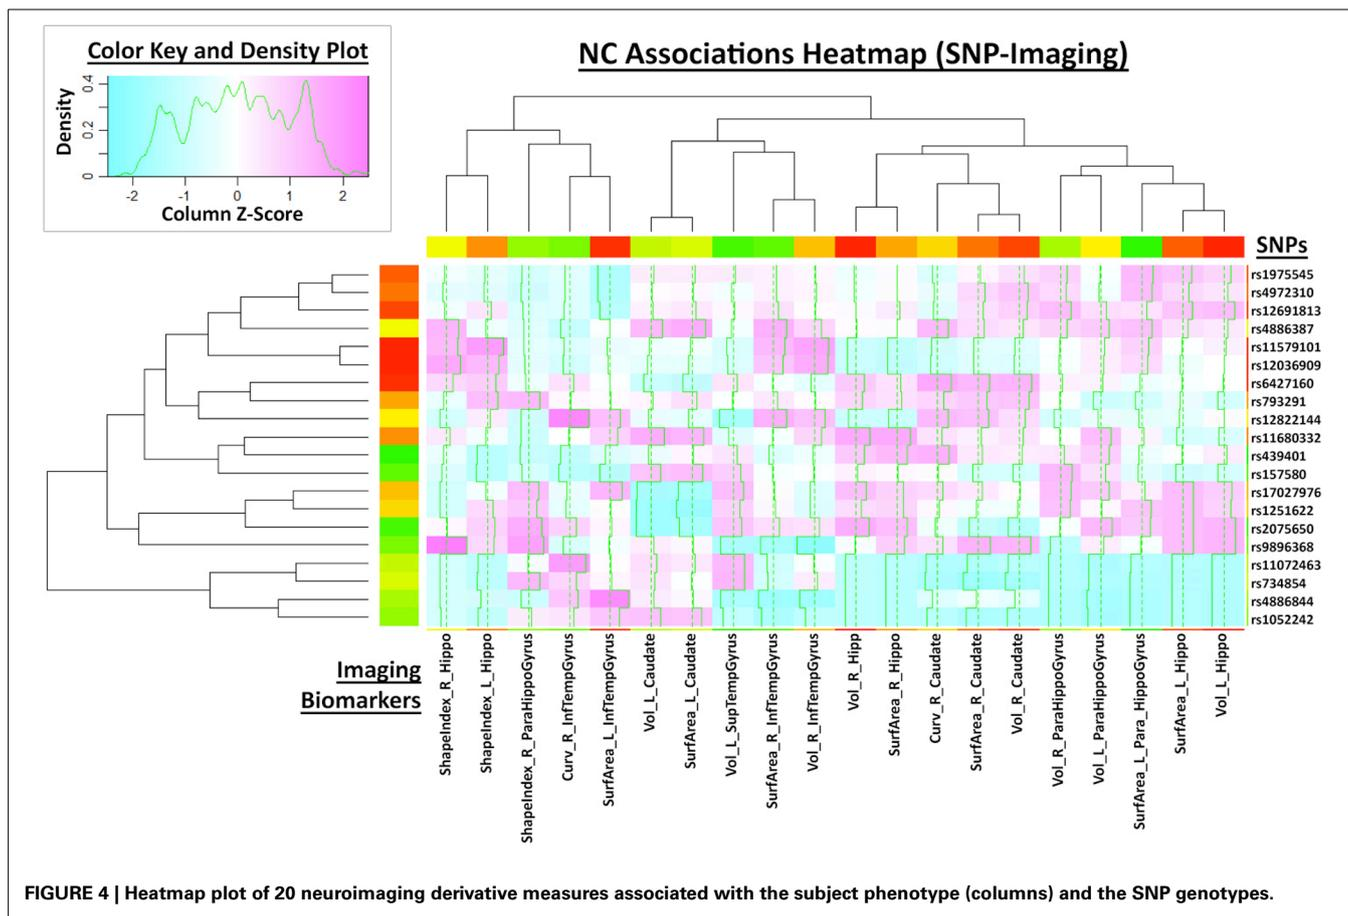 Color Key and Density Plot
NC Associations Heatmap (SNP-Imaging)
Density
0 0.2 0.4
-2 -1 0 1 2
Column Z-Score
SNPs
rs1975545
rs4972310
rs12691813
rs4886387
rs11579101
rs12036909
rs6427160
rs793291
rs12822144
rs11680332
rs439401
rs157580
rs17027976
rs1251622
rs2075650
rs9896368
rs11072463
rs734854
rs4886844
rs1052242
Imaging
Biomarkers
ShapeIndex_R_Hippo
ShapeIndex_L_Hippo
ShapeIndex_R_ParaHippoGyrus
Curv_R_InfTempGyrus
SurfArea_L_InfTempGyrus
Vol_L_Caudate
SurfArea_L_Caudate
Vol_L_SupTempGyrus
SurfArea_R_InfTempGyrus
Vol_R_InfTempGyrus
Vol_R_Hipp
SurfArea_R_Hippo
Curv_R_Caudate
SurfArea_R_Caudate
Vol_R_Caudate
Vol_R_ParaHippoGyrus
Vol_L_ParaHippoGyrus
SurfArea_L_Para_HippoGyrus
SurfArea_L_Hippo
Vol_L_Hippo
FIGURE 4 | Heatmap plot of 20 neuroimaging derivative measures associated with the subject phenotype (columns) and the SNP genotypes.